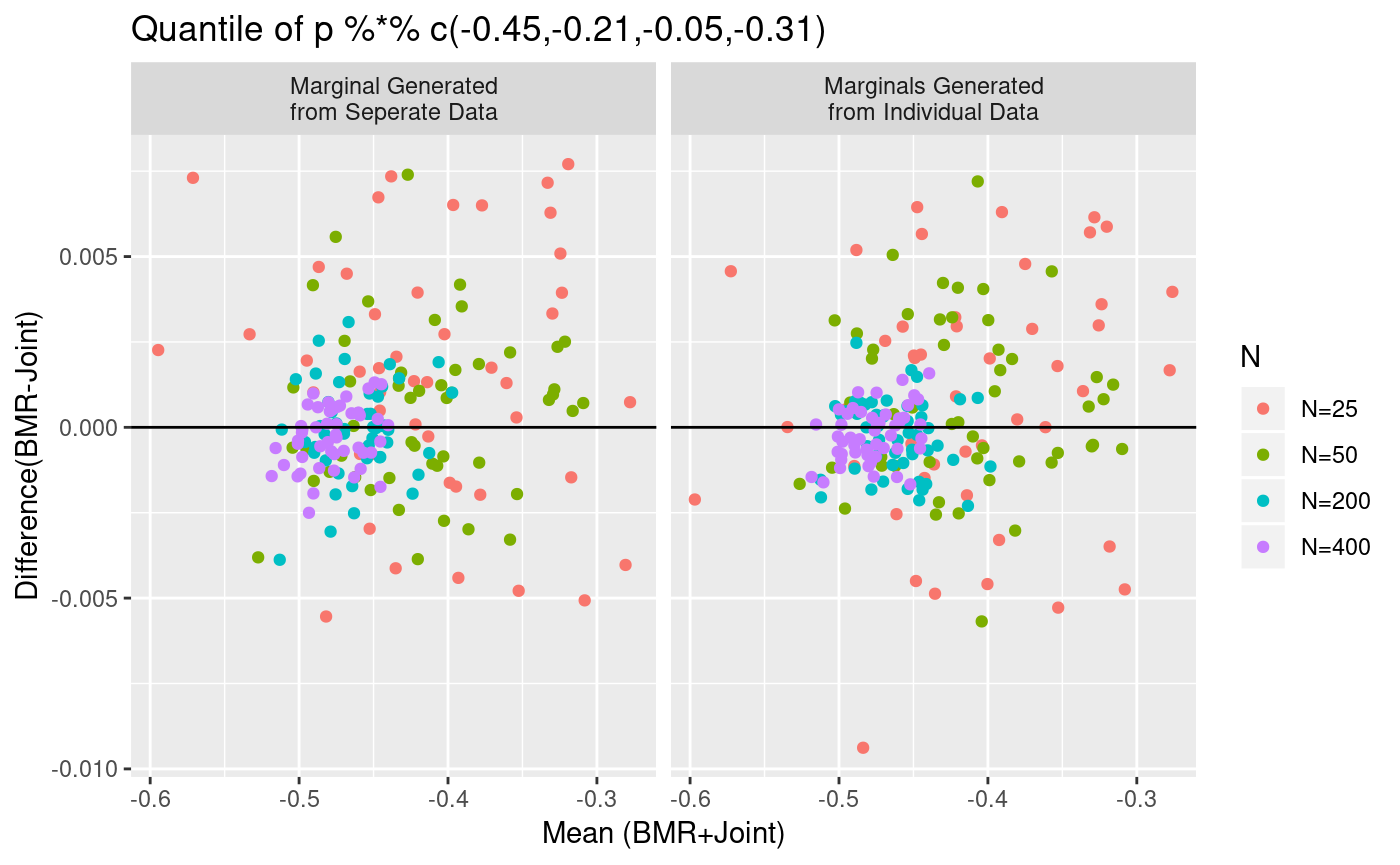 Quantile of p %*% c(-0.45,-0.21,-0.05,-0.31)
Marginal Generated
from Seperate Data
Marginals Generated
from Individual Data
0.005
0.000
-0.005
-0.010
Difference(BMR-Joint)
-0.6
-0.5
-0.4
-0.3
-0.6
-0.5
-0.4
-0.3
Mean (BMR+Joint)
N
N=25
N=50
N=200
N=400